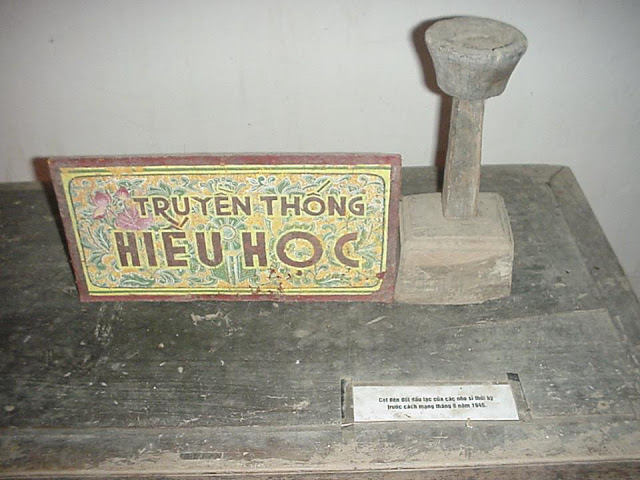 TRUYỀN THỐNG
HIẾU HỌC
Cột đèn đốt dầu lạc của các nho sĩ thời kỳ
trước cách mạng tháng 8 năm 1945.